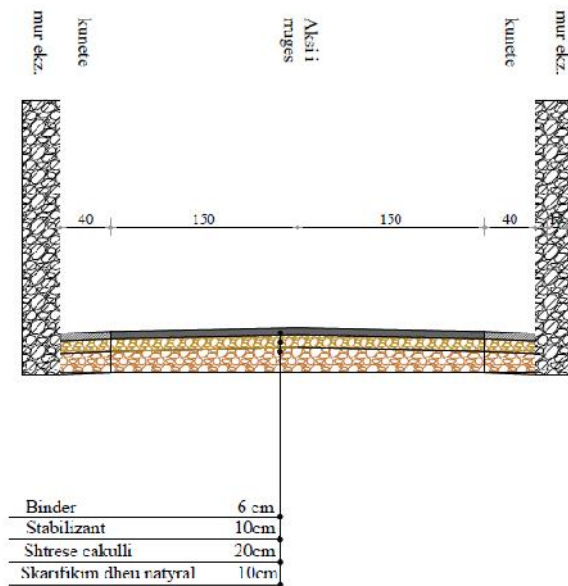 mur ekz.
kunete
Aksi i
rruges
kunete
mur ekz.
40
150
150
40
Binder 6 cm
Stabilizant 10cm
Shtrese cakulli 20cm
Skarifikim dheu natyral 10cm